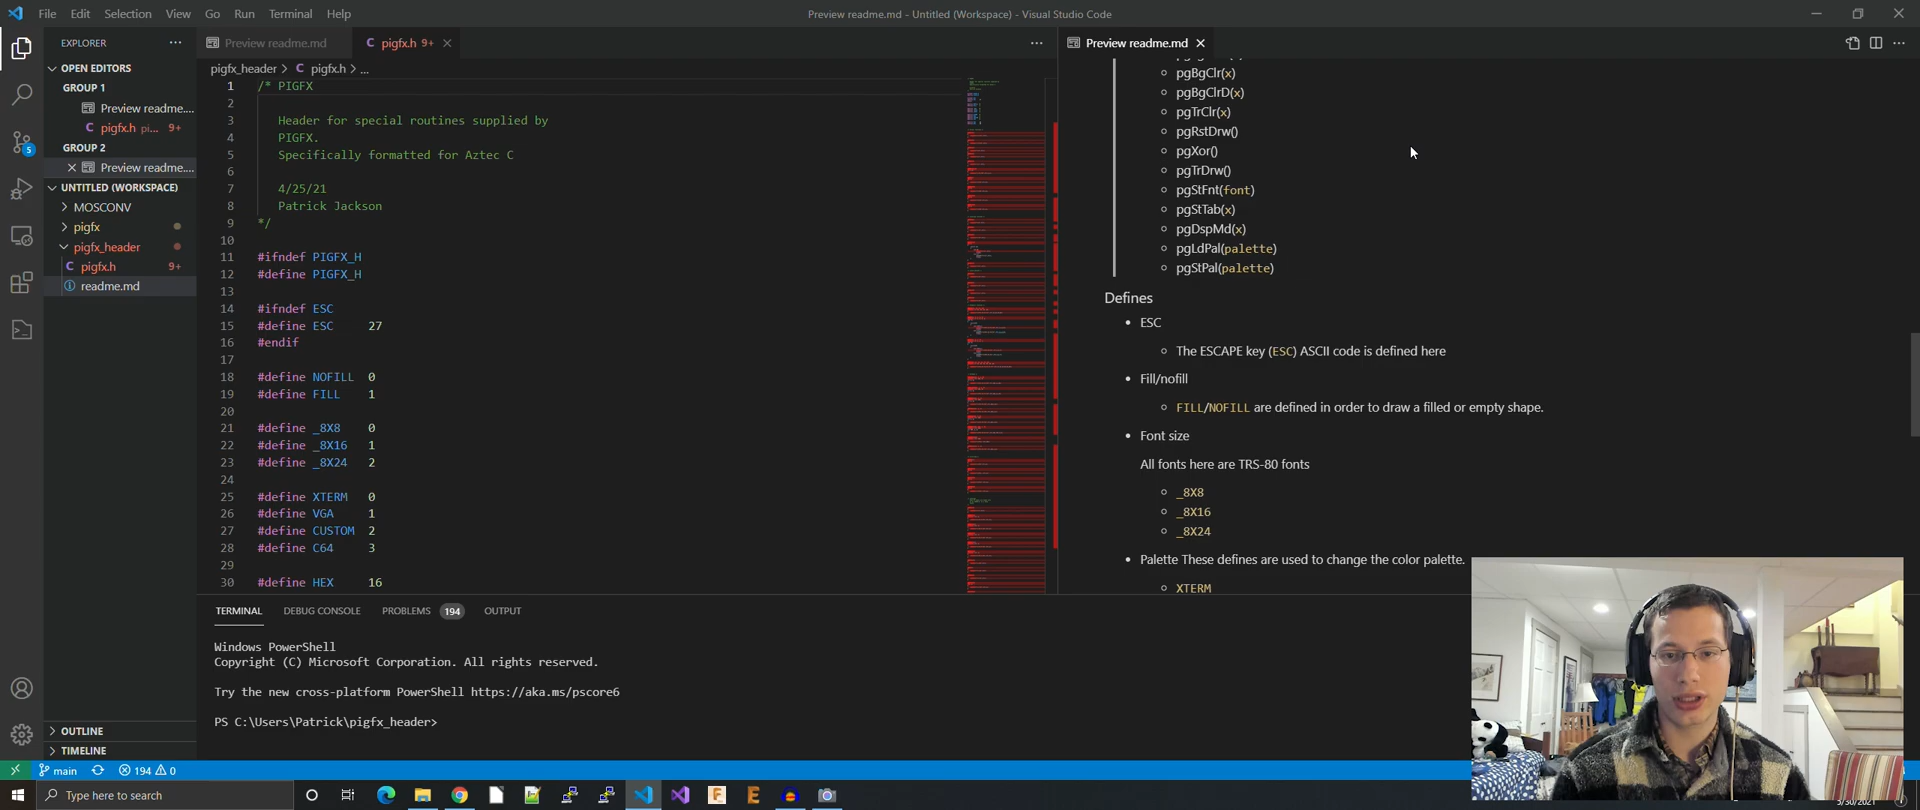 File Edit Selection View Go Run Terminal Help
Preview readme.md - Untitled (Workspace) - Visual Studio Code
EXPLORER
OPEN EDITORS
GROUP 1
Preview readme....
pigfx.h pi... 9+
GROUP 2
Preview readme....
UNTITLED (WORKSPACE)
MOSCONV
pigfx
pigfx_header
C pigfx.h 9+
readme.md
OUTLINE
TIMELINE
Preview readme.md
C pigfx.h 9+
pigfx_header > C pigfx.h > ...
1 /* PIGFX
2
3 Header for special routines supplied by
4 PIGFX.
5 Specifically formatted for Aztec C
6
7 4/25/21
8 Patrick Jackson
9 */
10
11 #ifndef PIGFX_H
12 #define PIGFX_H
13
14 #ifndef ESC
15 #define ESC 27
16 #endif
17
18 #define NOFILL 0
19 #define FILL 1
20
21 #define _8X8 0
22 #define _8X16 1
23 #define _8X24 2
24
25 #define XTERM 0
26 #define VGA 1
27 #define CUSTOM 2
28 #define C64 3
29
30 #define HEX 16
Preview readme.md
pgBgClr(x)
pgBgClrD(x)
pgTrClr(x)
pgRstDrw()
pgXor()
pgTrDrw()
pgStFnt(font)
pgStTab(x)
pgDspMd(x)
pgLdPal(palette)
pgStPal(palette)
Defines
• ESC
The ESCAPE key (ESC) ASCII code is defined here
• Fill/nofill
FILL/NOFILL are defined in order to draw a filled or empty shape.
• Font size
All fonts here are TRS-80 fonts
_8X8
_8X16
_8X24
• Palette These defines are used to change the color palette.
XTERM
TERMINAL DEBUG CONSOLE PROBLEMS 194 OUTPUT
Windows PowerShell
Copyright (C) Microsoft Corporation. All rights reserved.
Try the new cross-platform PowerShell https://aka.ms/pscore6
PS C:\Users\Patrick\pigfx_header>
5
main 194 0
Type here to search